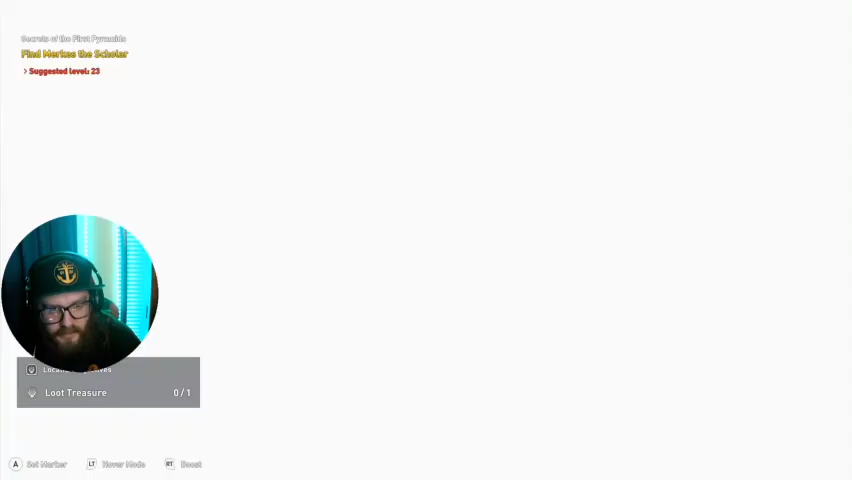 Secrets of the First Pyramids
Find Merkes the Scholar
> Suggested level: 23
Loot Treasure 0/1
A Set Marker LT Hover Mode RT Boost